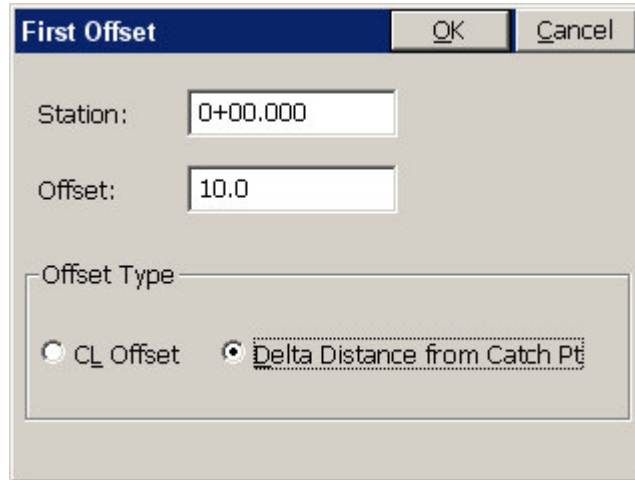 First Offset OK Cancel
Station: 0+00.000
Offset: 10.0
Offset Type
CL Offset Delta Distance from Catch Pt